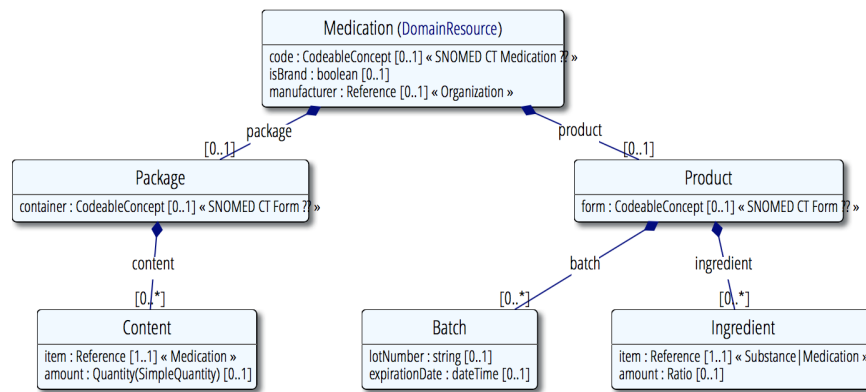 Medication (DomainResource)
code : CodeableConcept [0..1] « SNOMED CT Medication ?? »
isBrand : boolean [0..1]
manufacturer : Reference [0..1] « Organization »
package
product
[0..1]
[0..1]
Package
container : CodeableConcept [0..1] « SNOMED CT Form ?? »
Product
form : CodeableConcept [0..1] « SNOMED CT Form ?? »
content
batch
ingredient
[0..*]
[0..*]
[0..*]
Content
item : Reference [1..1] « Medication »
amount : Quantity(SimpleQuantity) [0..1]
Batch
lotNumber : string [0..1]
expirationDate : dateTime [0..1]
Ingredient
item : Reference [1..1] « Substance|Medication »
amount : Ratio [0..1]